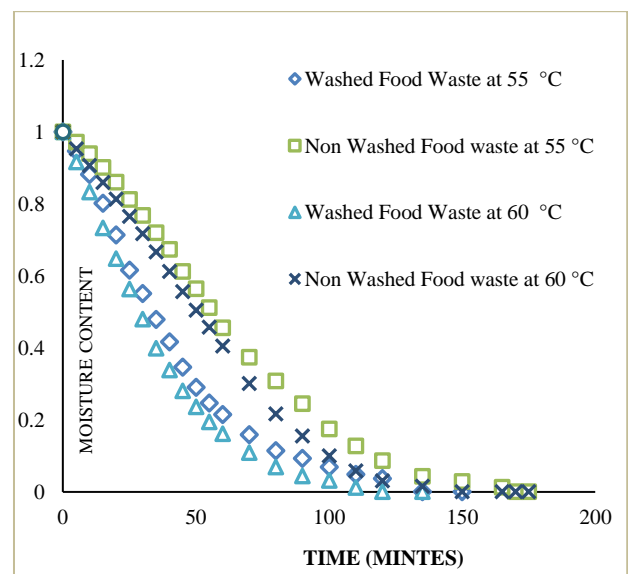 1.2
1
0.8
0.6
0.4
0.2
0
MOISTURE CONTENT
Washed Food Waste at 55 °C
Non Washed Food waste at 55 °C
Washed Food Waste at 60 °C
Non Washed Food waste at 60 °C
0 50 100 150 200
TIME (MINTES)